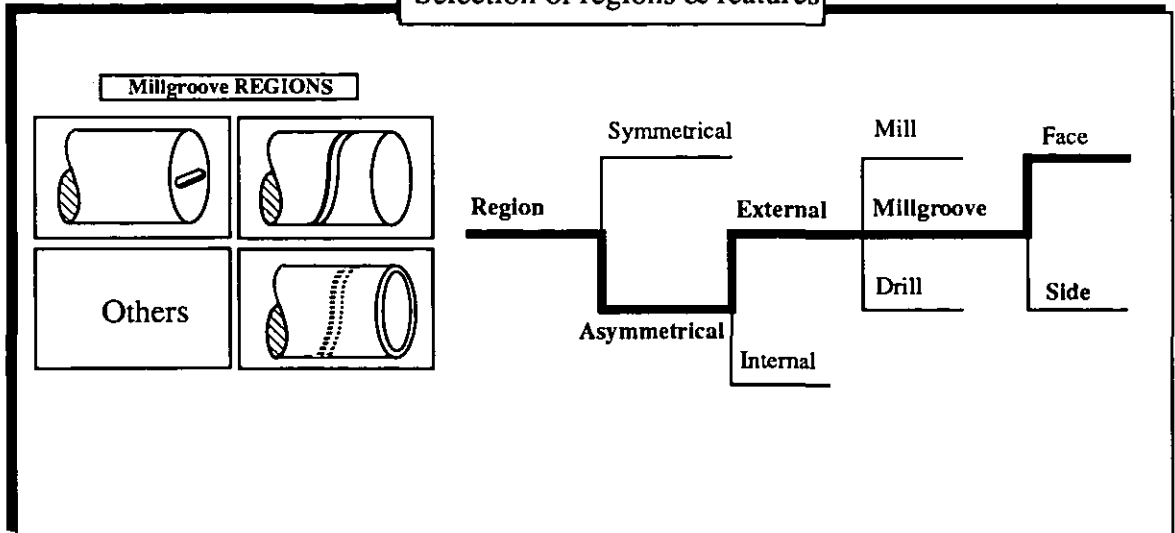 Selection of regions & features
Millgroove REGIONS
Others
Region
Symmetrical
Asymmetrical
External
Internal
Mill
Millgroove
Drill
Face
Side